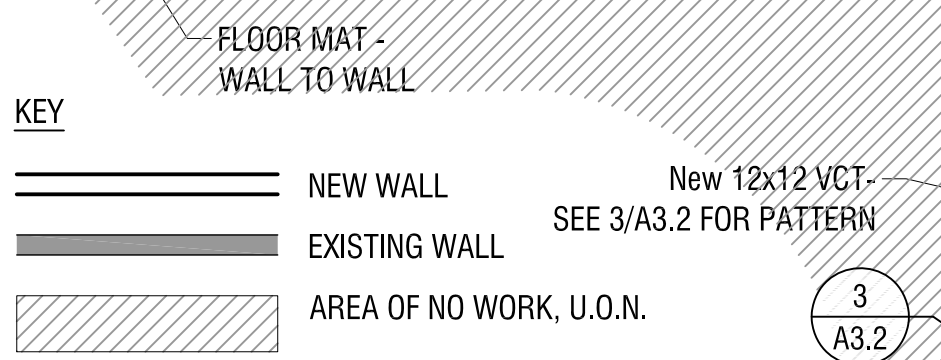 FLOOR MAT -
WALL TO WALL
KEY
NEW WALL
New 12x12 VCT-
SEE 3/A3.2 FOR PATTERN
EXISTING WALL
AREA OF NO WORK, U.O.N.
3
A3.2